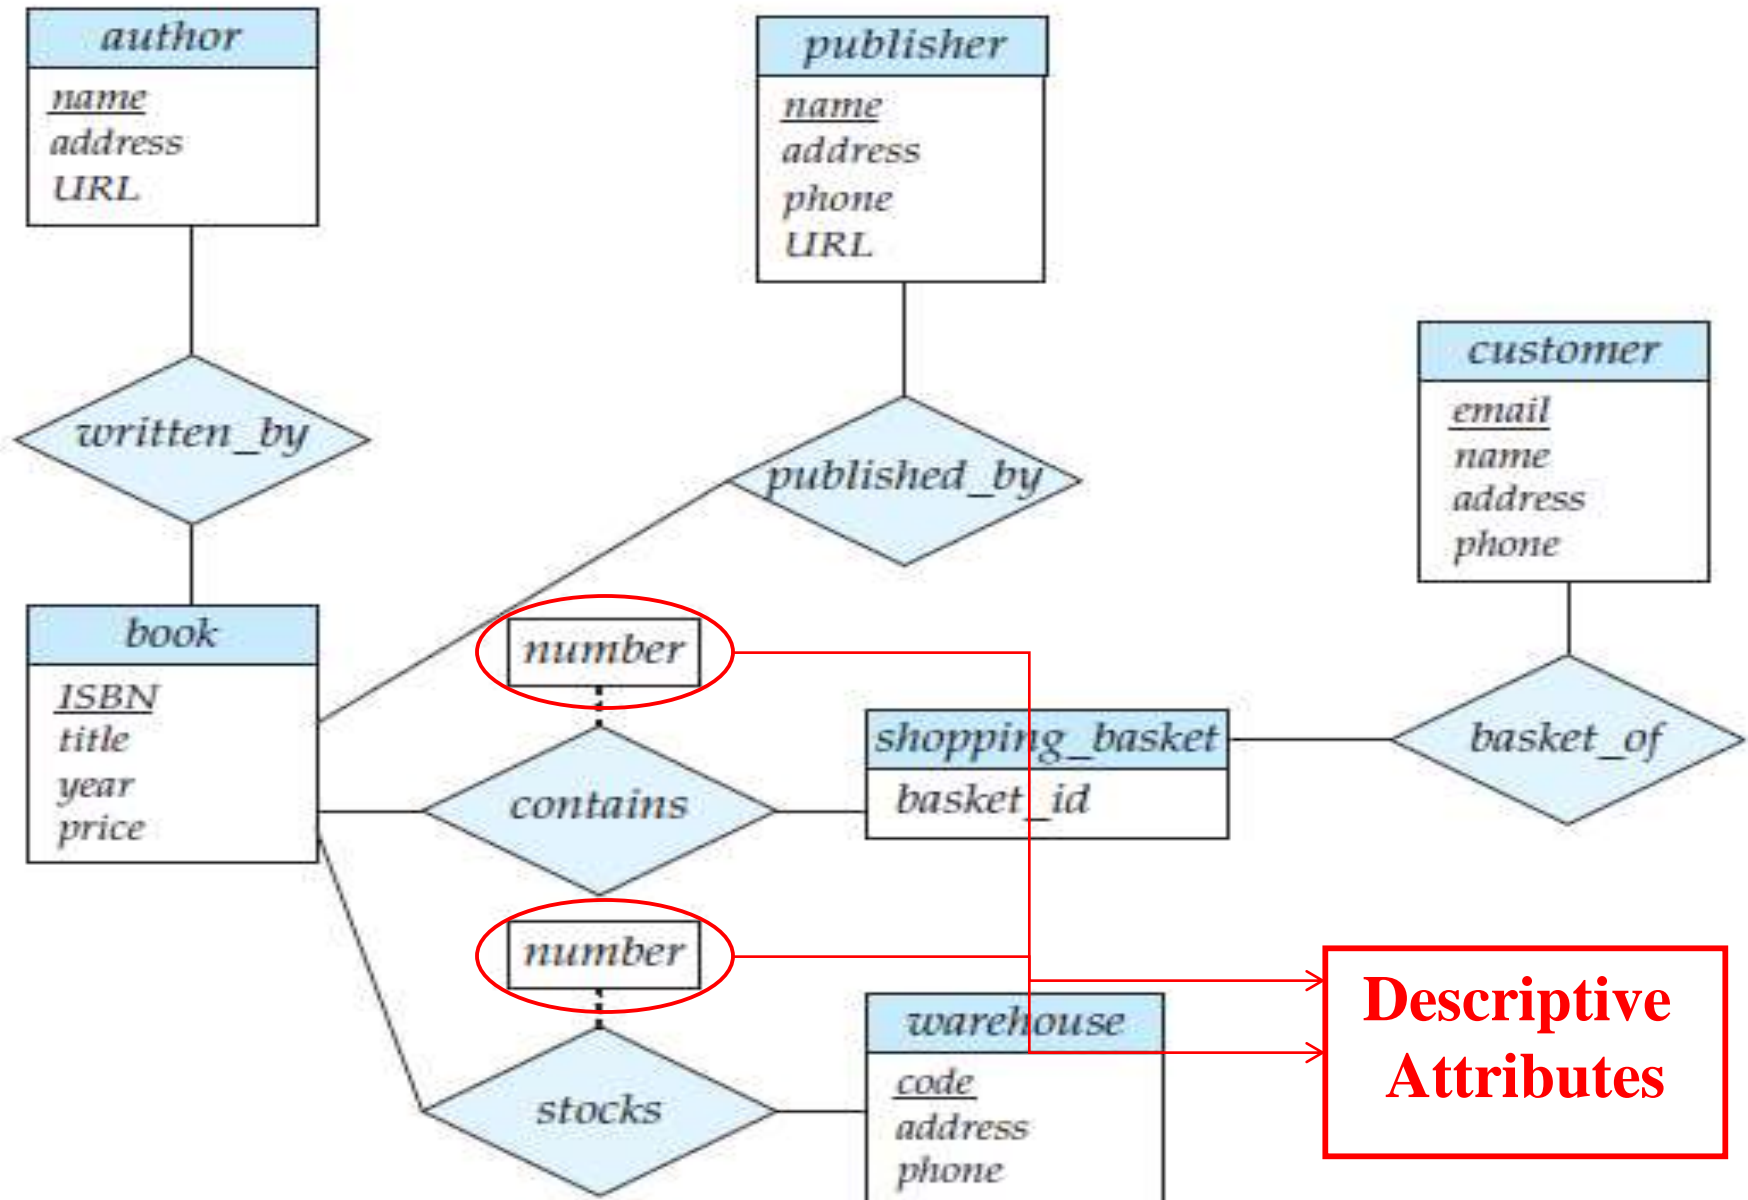 author
name
address
URL
publisher
name
address
phone
URL
customer
email
name
address
phone
written_by
published_by
book
ISBN
title
year
price
number
contains
shopping_basket
basket_id
basket_of
number
stocks
warehouse
code
address
phone
Descriptive
Attributes